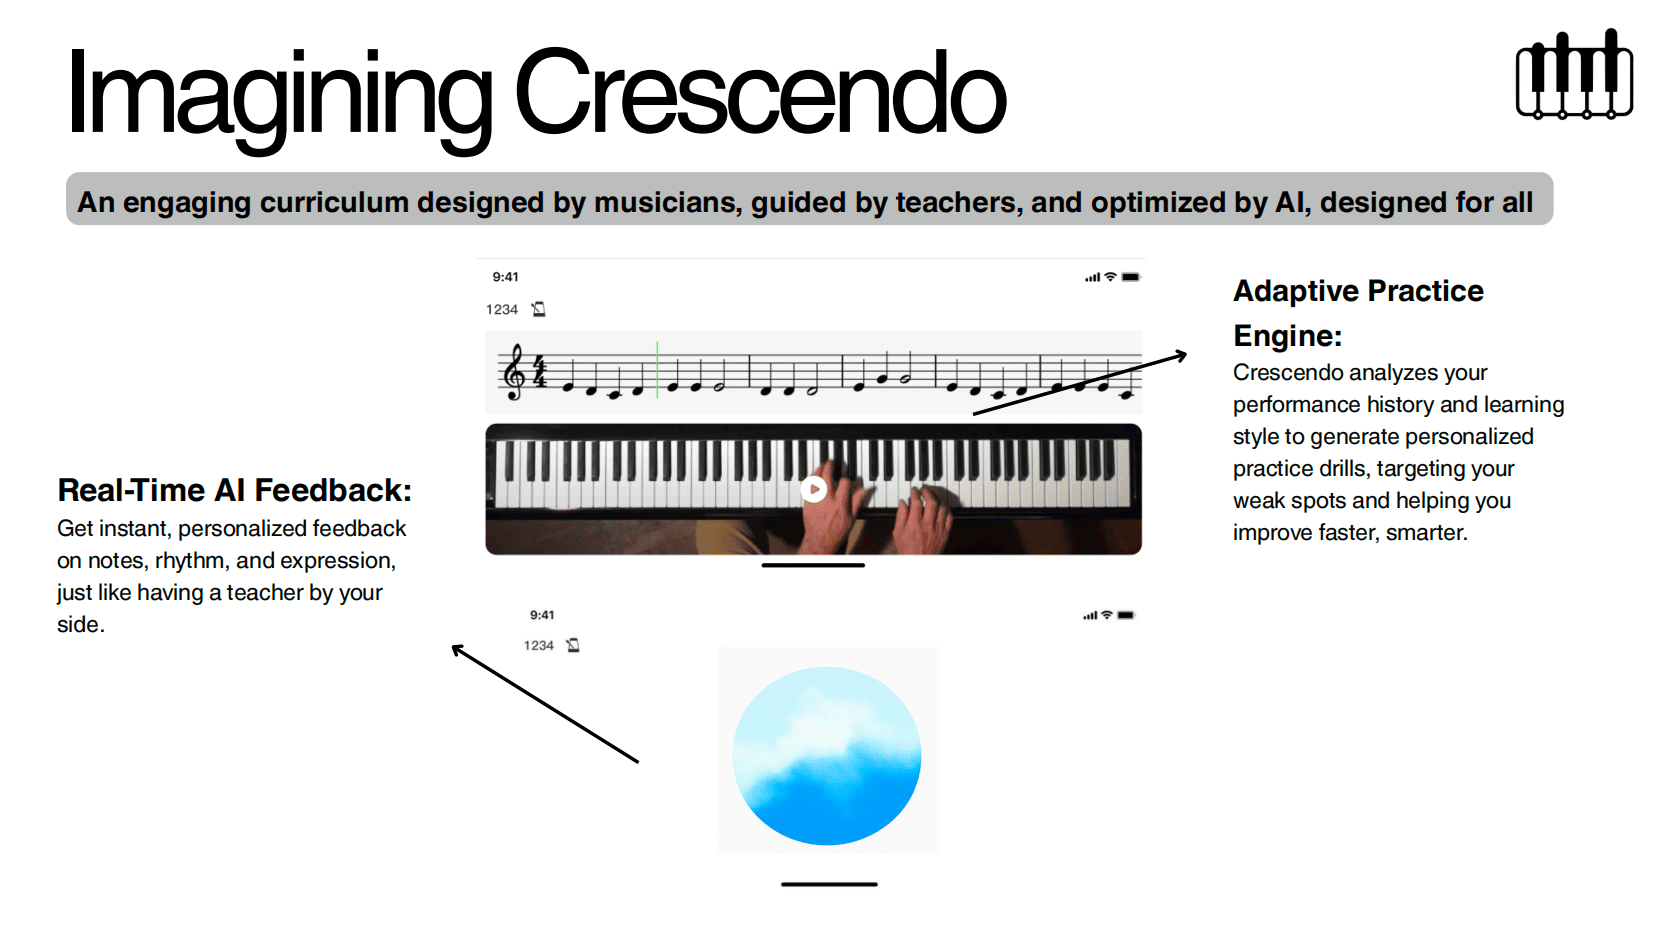 Imagining Crescendo
An engaging curriculum designed by musicians, guided by teachers, and optimized by AI, designed for all
9:41
1234
4
4
Real-Time AI Feedback:
Get instant, personalized feedback
on notes, rhythm, and expression,
just like having a teacher by your
side.
9:41
1234
Adaptive Practice
Engine:
Crescendo analyzes your
performance history and learning
style to generate personalized
practice drills, targeting your
weak spots and helping you
improve faster, smarter.